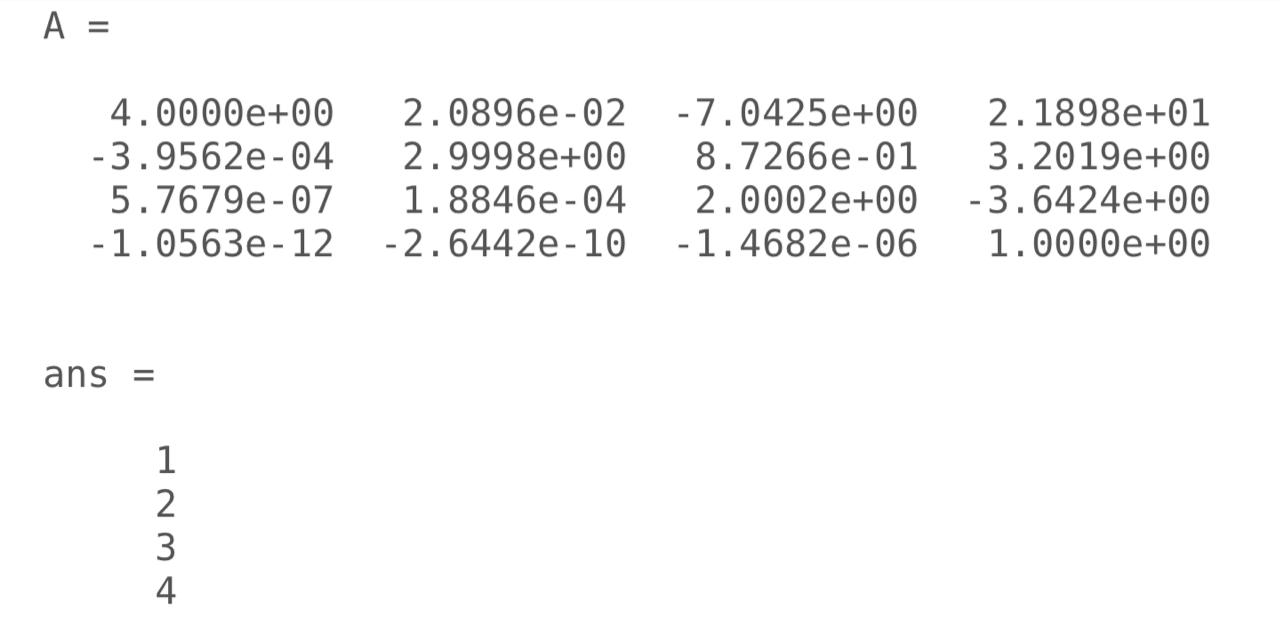 A =
4.0000e+00 2.0896e-02 -7.0425e+00 2.1898e+01
-3.9562e-04 2.9998e+00 8.7266e-01 3.2019e+00
5.7679e-07 1.8846e-04 2.0002e+00 -3.6424e+00
-1.0563e-12 -2.6442e-10 -1.4682e-06 1.0000e+00
ans =
1
2
3
4